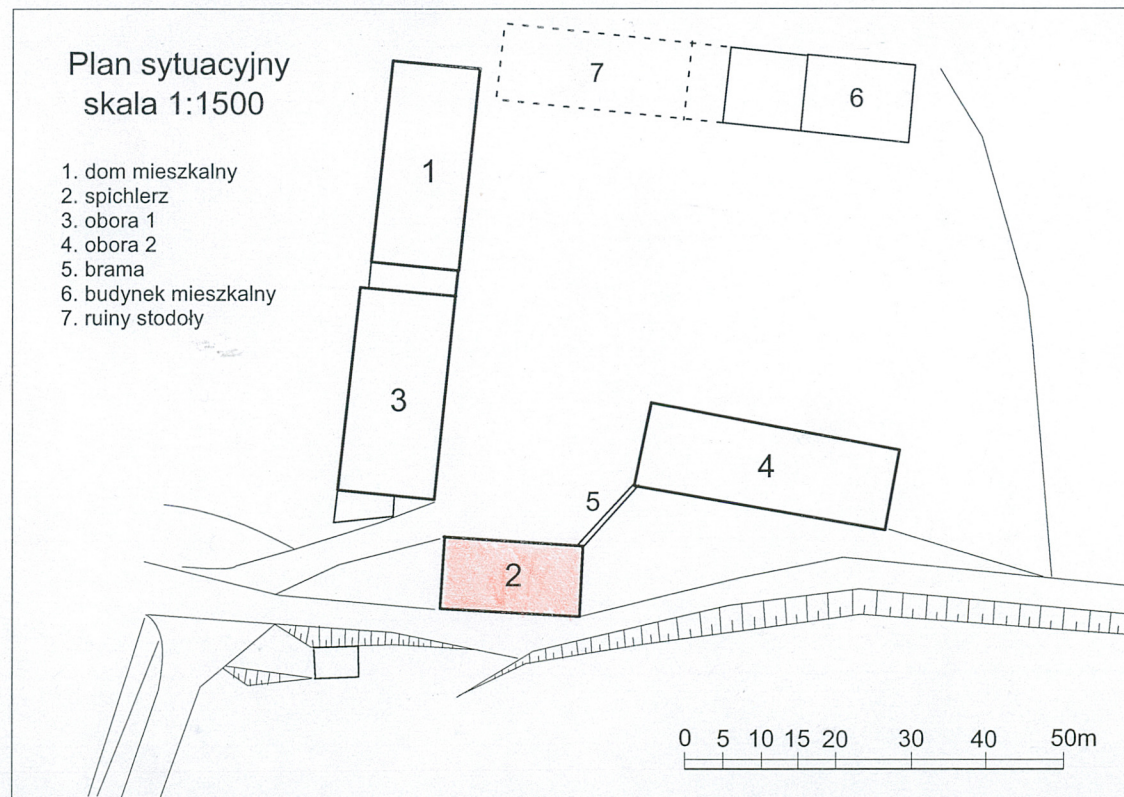 Plan sytuacyjny
skala 1:1500
1. dom mieszkalny
2. spichlerz
3. obora 1
4. obora 2
5. brama
6. budynek mieszkalny
7. ruiny stodoły
7
6
1
3
4
5
2
0 5 10 15 20 30 40 50m